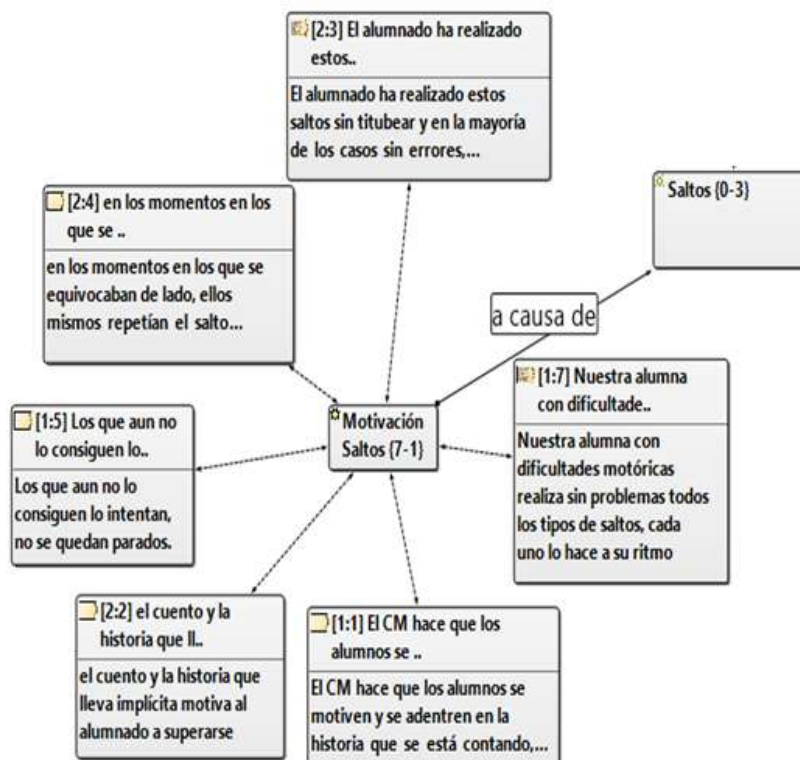 [2:3] El alumnado ha realizado
estos..
El alumnado ha realizado estos
saltos sin titubear y en la mayoría
de los casos sin errores,...
Saltos {0-3}
[2:4] en los momentos en los
que se ..
en los momentos en los que se
equivocaban de lado, ellos
mismos repetían el salto...
a causa de
[1:7] Nuestra alumna
con dificultade..
Nuestra alumna con
dificultades motóricas
realiza sin problemas todos
los tipos de saltos, cada
uno lo hace a su ritmo
Motivación
Saltos {7-1}
[1:5] Los que aun no
lo consiguen lo..
Los que aun no lo
consiguen lo intentan,
no se quedan parados.
[2:2] el cuento y la
historia que ll..
el cuento y la historia que
lleva implícita motiva al
alumnado a superarse
[1:1] El CM hace que los
alumnos se ..
El CM hace que los alumnos se
motiven y se adentren en la
historia que se está contando,...